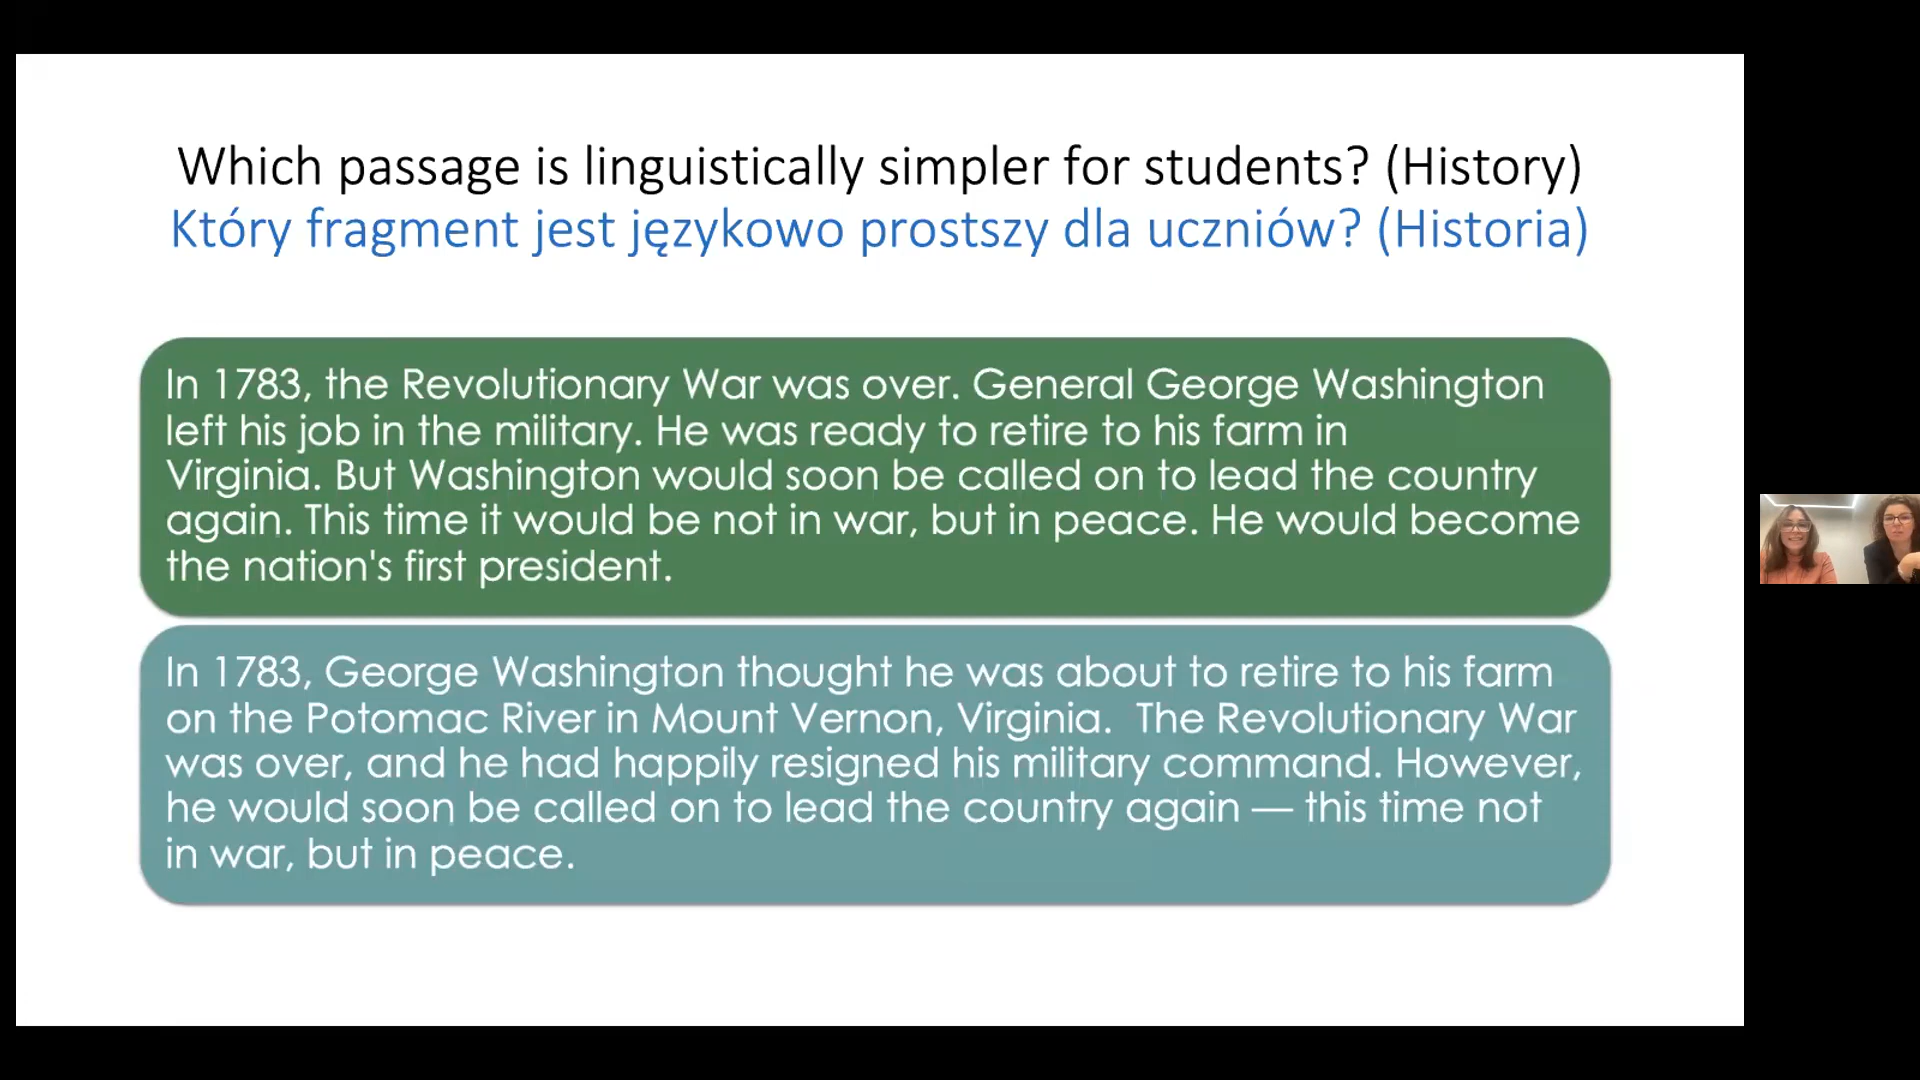 Which passage is linguistically simpler for students? (History)
Który fragment jest językowo prostszy dla uczniów? (Historia)
In 1783, the Revolutionary War was over. General George Washington
left his job in the military. He was ready to retire to his farm in
Virginia. But Washington would soon be called on to lead the country
again. This time it would be not in war, but in peace. He would become
the nation's first president.
In 1783, George Washington thought he was about to retire to his farm
on the Potomac River in Mount Vernon, Virginia.  The Revolutionary War
was over, and he had happily resigned his military command. However,
he would soon be called on to lead the country again — this time not
in war, but in peace.